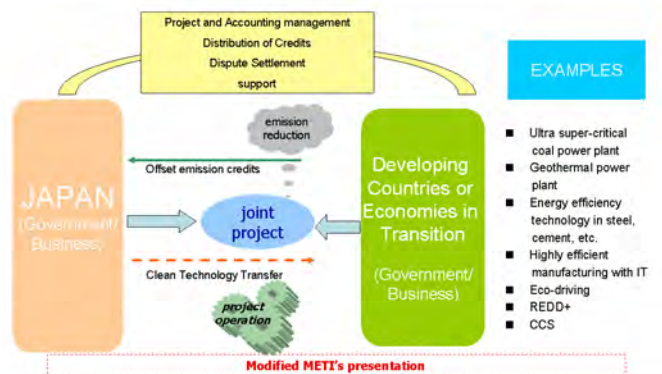 Project and Accounting management
Distribution of Credits
Dispute Settlement
support
EXAMPLES
emission
reduction
Offset emission credits
JAPAN
(Government/
Business)
joint
project
Developing
Countries or
Economies in
Transition
(Government/
Business)
Clean Technology Transfer
project
operation
■ Ultra super-critical
coal power plant
■ Geothermal power
plant
■ Energy efficiency
technology in steel,
cement, etc.
■ Highly efficient
manufacturing with IT
■ Eco-driving
■ REDD+
■ CCS
Modified METI's presentation